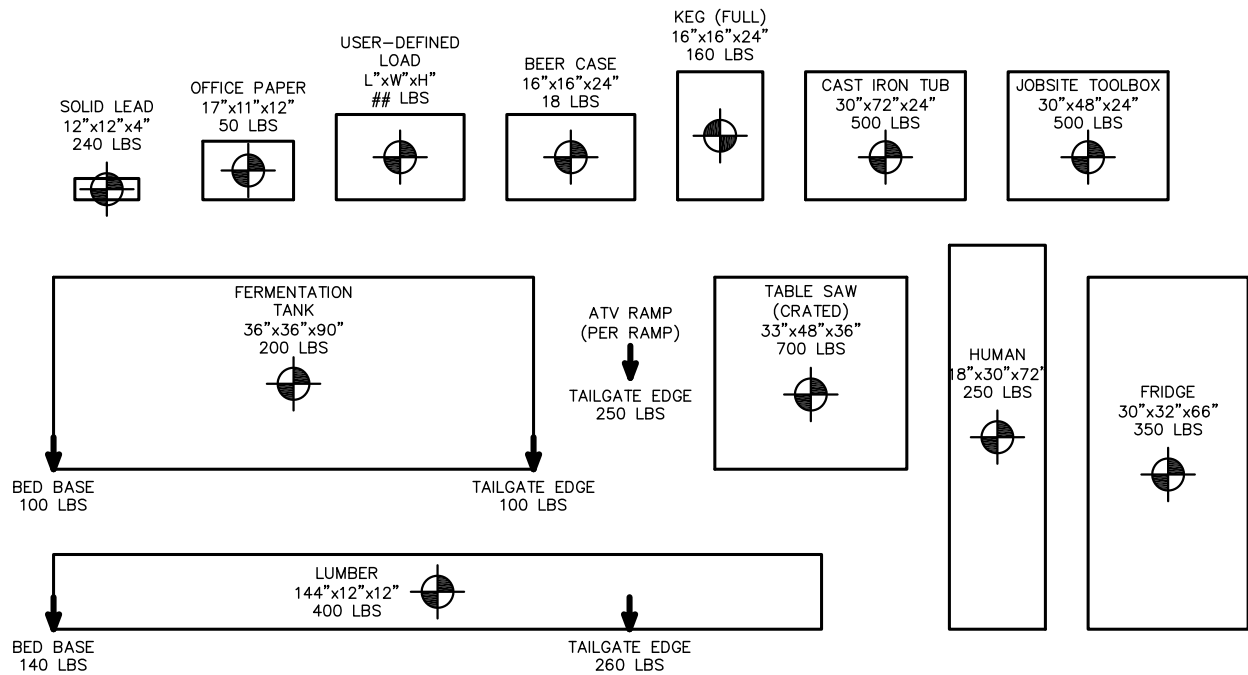 SOLID LEAD
12"x12"x4"
240 LBS
OFFICE PAPER
17"x11"x12"
50 LBS
USER-DEFINED
LOAD
L"xW"xH"
## LBS
BEER CASE
16"x16"x24"
18 LBS
KEG (FULL)
16"x16"x24"
160 LBS
CAST IRON TUB
30"x72"x24"
500 LBS
JOBSITE TOOLBOX
30"x48"x24"
500 LBS
FERMENTATION
TANK
36"x36"x90"
200 LBS
BED BASE
100 LBS
TAILGATE EDGE
100 LBS
ATV RAMP
(PER RAMP)
TAILGATE EDGE
250 LBS
TABLE SAW
(CRATED)
33"x48"x36"
700 LBS
HUMAN
18"x30"x72"
250 LBS
FRIDGE
30"x32"x66"
350 LBS
LUMBER
144"x12"x12"
400 LBS
BED BASE
140 LBS
TAILGATE EDGE
260 LBS